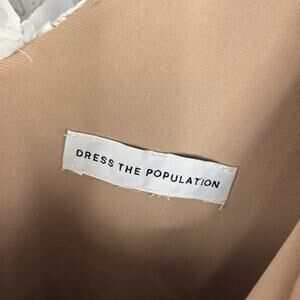 DRESS THE POPULATION